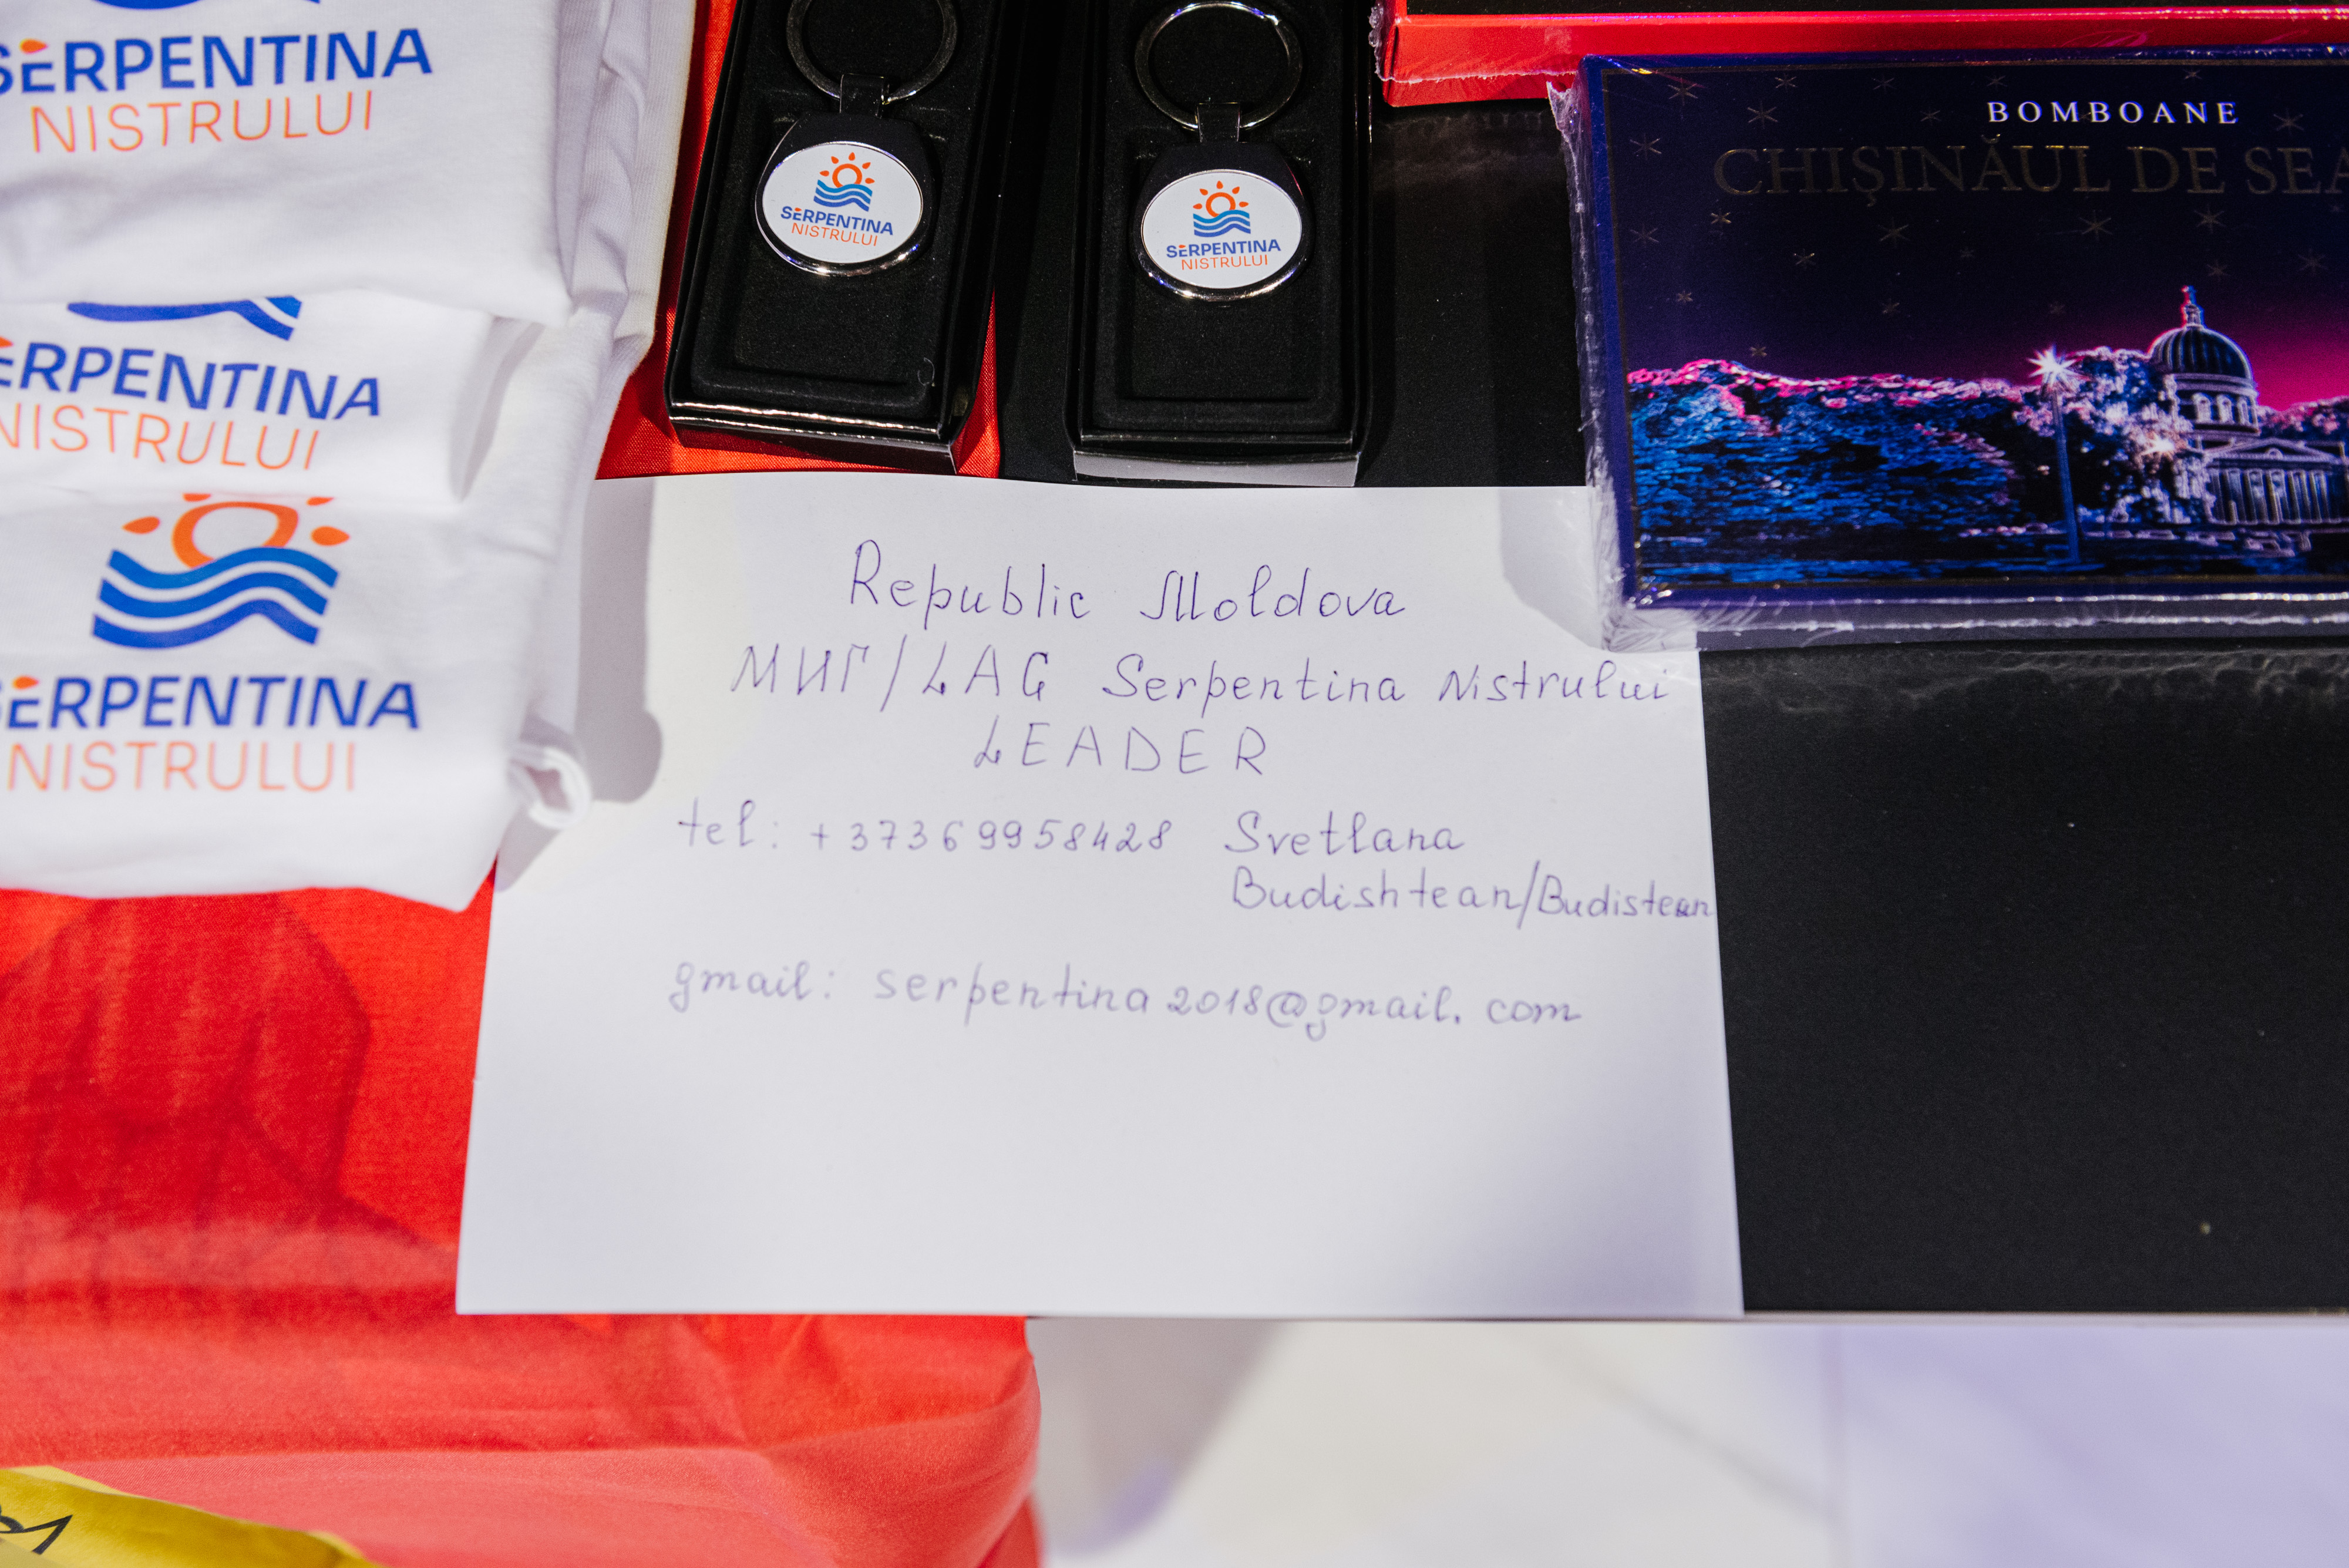 SERPENTINA
NISTRULUI
SERPENTINA
NISTRULUI
SERPENTINA
NISTRULUI
SERPENTINA
NISTRULUI
SERPENTINA
NISTRULUI
BOMBOANE
CHIȘINĂUL DE SEA
Republic Moldova
МИГ/LAG Serpentina Nistrului
LEADER
tel: +37369958428 Svetlana
Budishtean/Budistean
gmail: serpentina2018@gmail.com